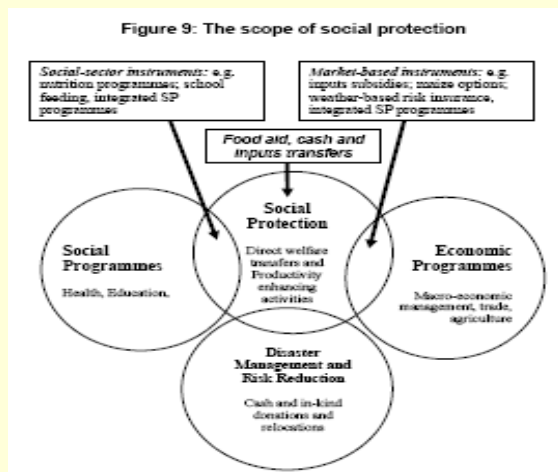 Figure 9: The scope of social protection
Social-sector instruments: e.g.
nutrition programmes; school
feeding, integrated SP
programmes
Market-based instruments: e.g.
inputs subsidies; maize options;
weather-based risk insurance,
integrated SP programmes
Food aid, cash and
inputs transfers
Social
Protection
Direct welfare
transfers and
Productivity
enhancing
activities
Social
Programmes
Health, Education,
Economic
Programmes
Macro-economic
management, trade,
agriculture
Disaster
Management and
Risk Reduction
Cash and in-kind
donations and
relocations